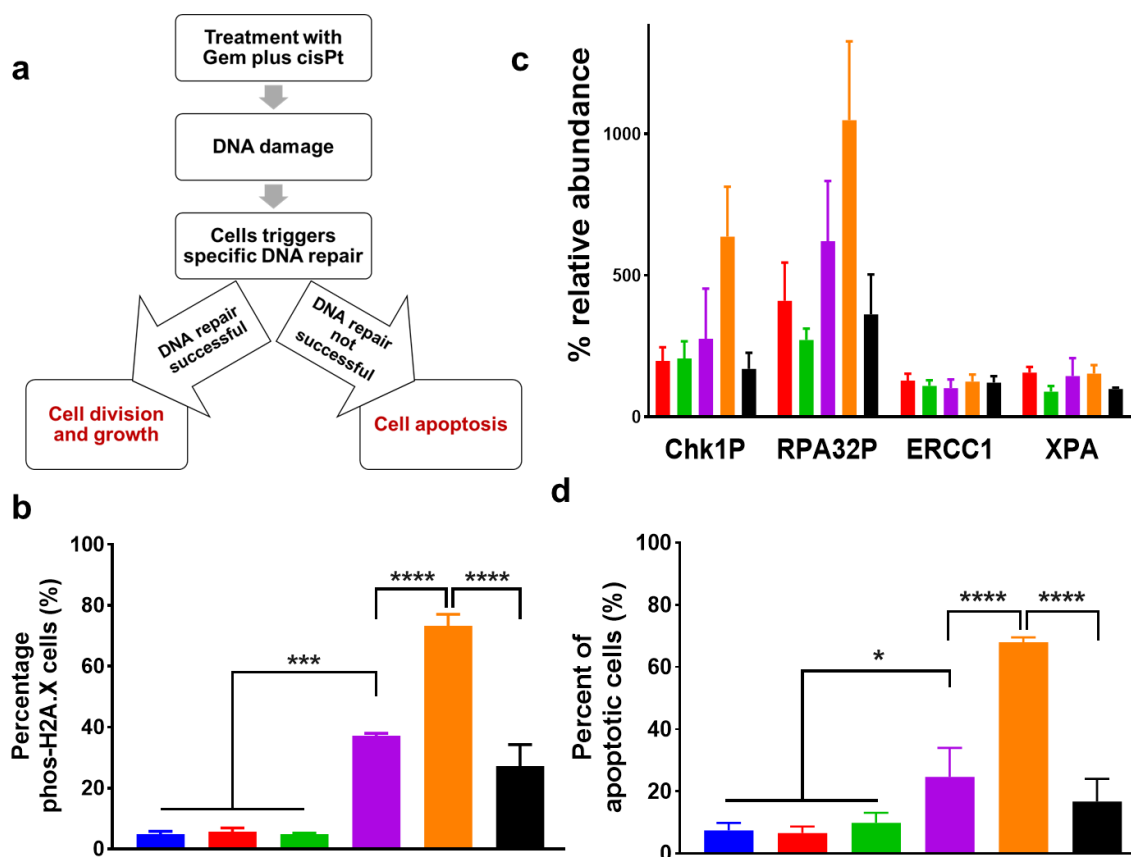 a
Treatment with
Gem plus cisPt
DNA damage
Cells triggers
specific DNA repair
DNA repair
successful
DNA repair
not
successful
Cell division
and growth
Cell apoptosis
c
% relative abundance
1000
500
0
Chk1P RPA32P ERCC1 XPA
b
Percentage
phos-H2A.X cells (%)
100
80
60
40
20
0
***
**** ****
d
Percent of
apoptotic cells (%)
100
80
60
40
20
0
*
**** ****